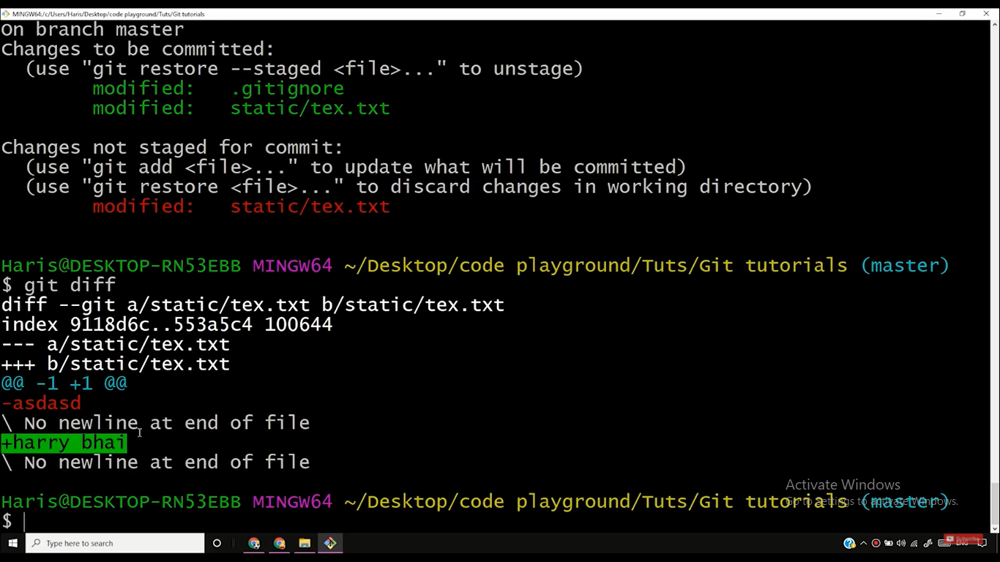 MINGW64:/c/Users/Haris/Desktop/code playground/Tuts/Git tutorials
On branch master
Changes to be committed:
  (use "git restore --staged <file>..." to unstage)
        modified:   .gitignore
        modified:   static/tex.txt
Changes not staged for commit:
  (use "git add <file>..." to update what will be committed)
  (use "git restore <file>..." to discard changes in working directory)
        modified:   static/tex.txt
Haris@DESKTOP-RN53EBB MINGW64 ~/Desktop/code playground/Tuts/Git tutorials (master)
$ git diff
diff --git a/static/tex.txt b/static/tex.txt
index 9118d6c..553a5c4 100644
--- a/static/tex.txt
+++ b/static/tex.txt
@@ -1 +1 @@
-asdasd
\ No newline at end of file
+harry bhai
\ No newline at end of file
Activate Windows
Haris@DESKTOP-RN53EBB MINGW64 ~/Desktop/code playground/Tuts/Git tutorials (master)
Go to Settings to activate Windows.
$
Type here to search
Subscribe
ENG